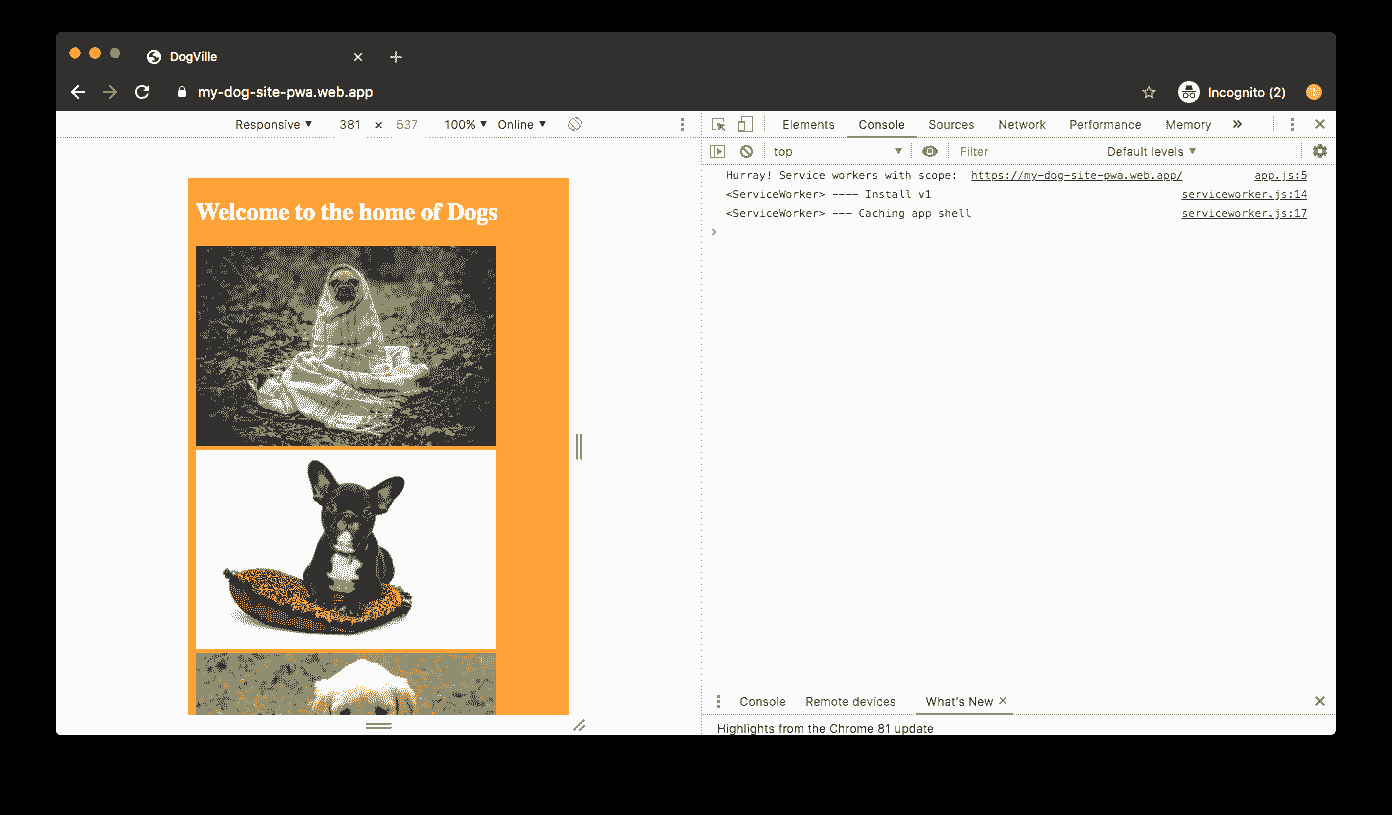 DogVille
my-dog-site-pwa.web.app
Incognito (2)
Responsive 381 × 537 100% Online
Elements Console Sources Network Performance Memory »
top Filter Default levels
Hurray! Service workers with scope: https://my-dog-site-pwa.web.app/ app.js:5
<ServiceWorker> ---- Install v1 serviceworker.js:14
<ServiceWorker> --- Caching app shell serviceworker.js:17
›
Welcome to the home of Dogs
Console Remote devices What's New ×
Highlights from the Chrome 81 update